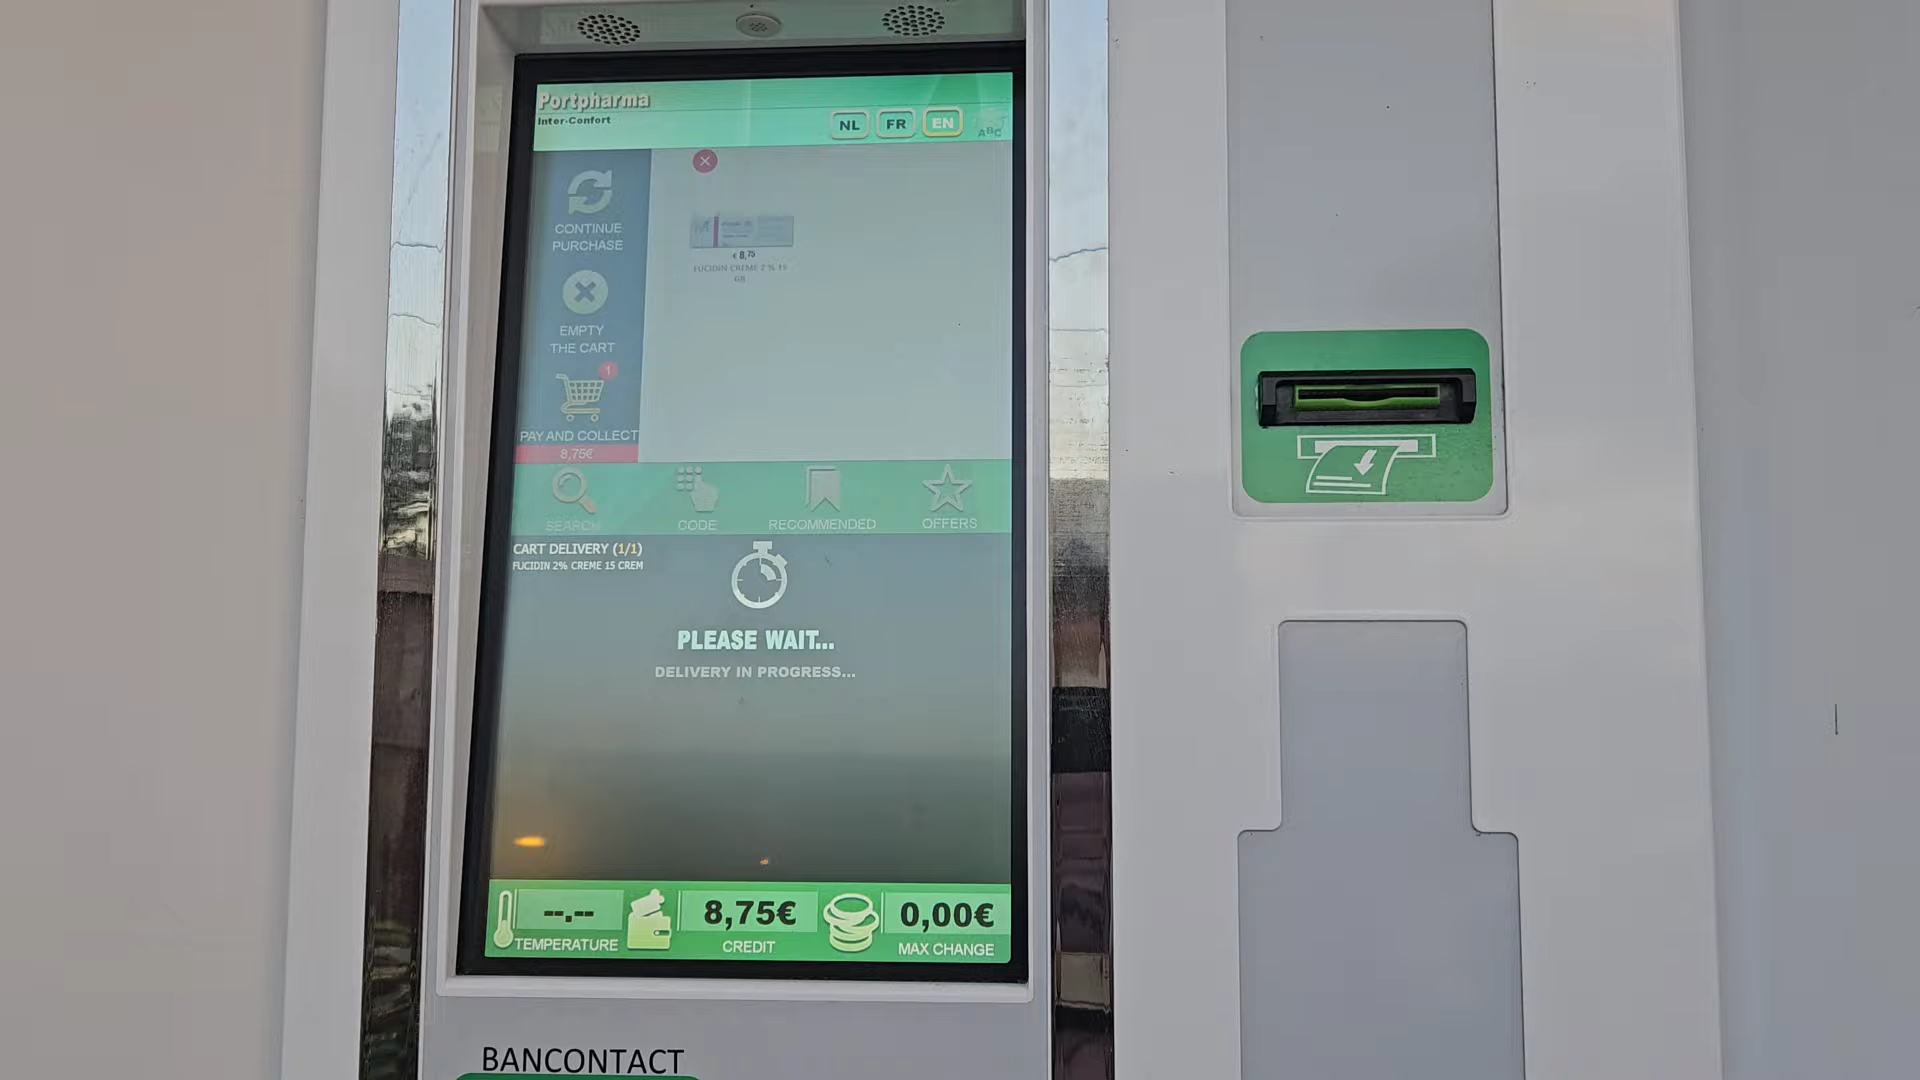 Portpharma
Inter-Confort
NL FR EN
ABC
CONTINUE
PURCHASE
€ 8,75
FUCIDIN CREME 2 % 15
GR
EMPTY
THE CART
1
PAY AND COLLECT
8,75€
SEARCH CODE RECOMMENDED OFFERS
CART DELIVERY (1/1)
FUCIDIN 2% CREME 15 CREM
PLEASE WAIT...
DELIVERY IN PROGRESS...
--.-- 8,75€ 0,00€
TEMPERATURE CREDIT MAX CHANGE
BANCONTACT